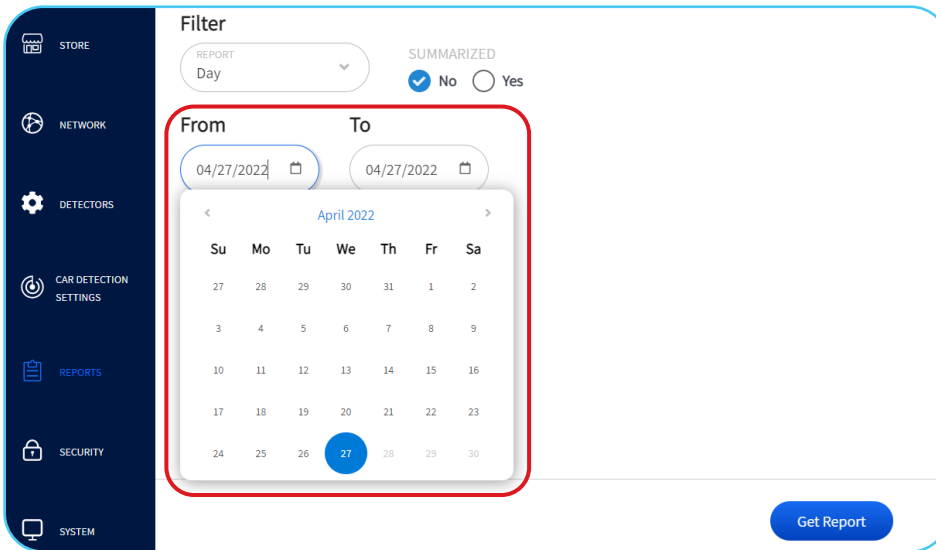 STORE
NETWORK
DETECTORS
CAR DETECTION
SETTINGS
REPORTS
SECURITY
SYSTEM
Filter
REPORT
Day
SUMMARIZED
No Yes
From To
04/27/2022 04/27/2022
April 2022
Su Mo Tu We Th Fr Sa
27 28 29 30 31 1 2
3 4 5 6 7 8 9
10 11 12 13 14 15 16
17 18 19 20 21 22 23
24 25 26 27 28 29 30
Get Report